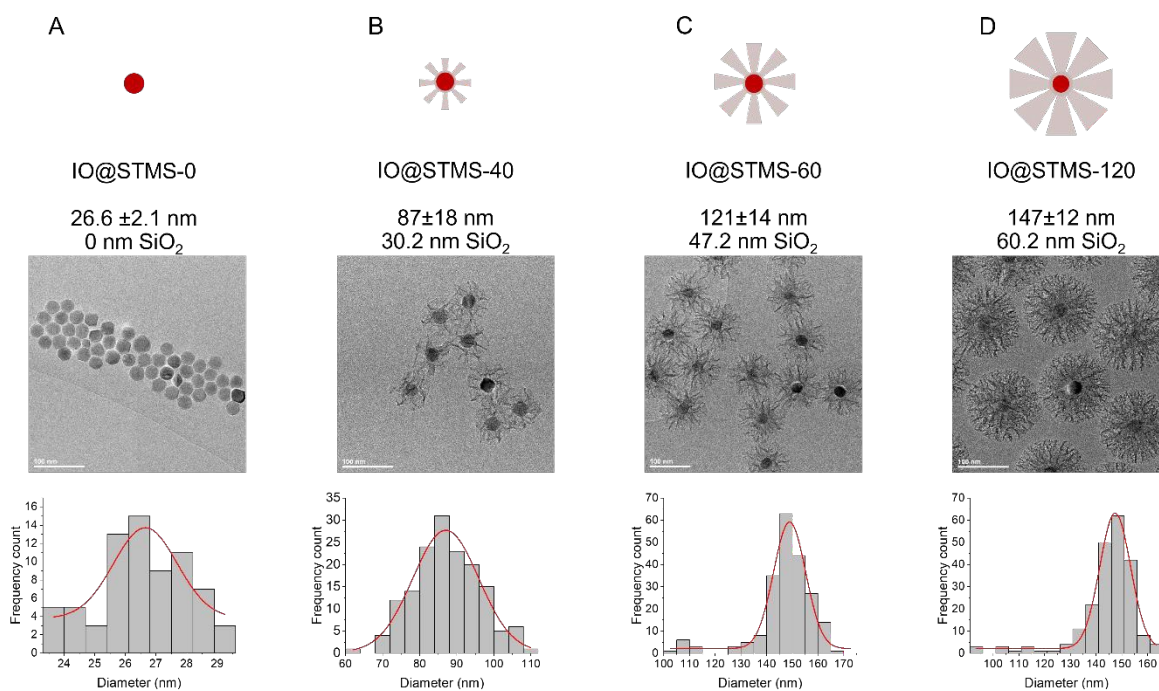 A
B
C
D
IO@STMS-0
IO@STMS-40
IO@STMS-60
IO@STMS-120
26.6 ±2.1 nm
0 nm SiO₂
87±18 nm
30.2 nm SiO₂
121±14 nm
47.2 nm SiO₂
147±12 nm
60.2 nm SiO₂
100 nm
100 nm
100 nm
100 nm
Frequency count
16
14
12
10
8
6
4
2
0
24 25 26 27 28 29
Diameter (nm)
Frequency count
35
30
25
20
15
10
5
0
60 70 80 90 100 110
Diameter (nm)
Frequency count
70
60
50
40
30
20
10
0
100 110 120 130 140 150 160 170
Diameter (nm)
Frequency count
70
60
50
40
30
20
10
0
100 110 120 130 140 150 160
Diameter (nm)